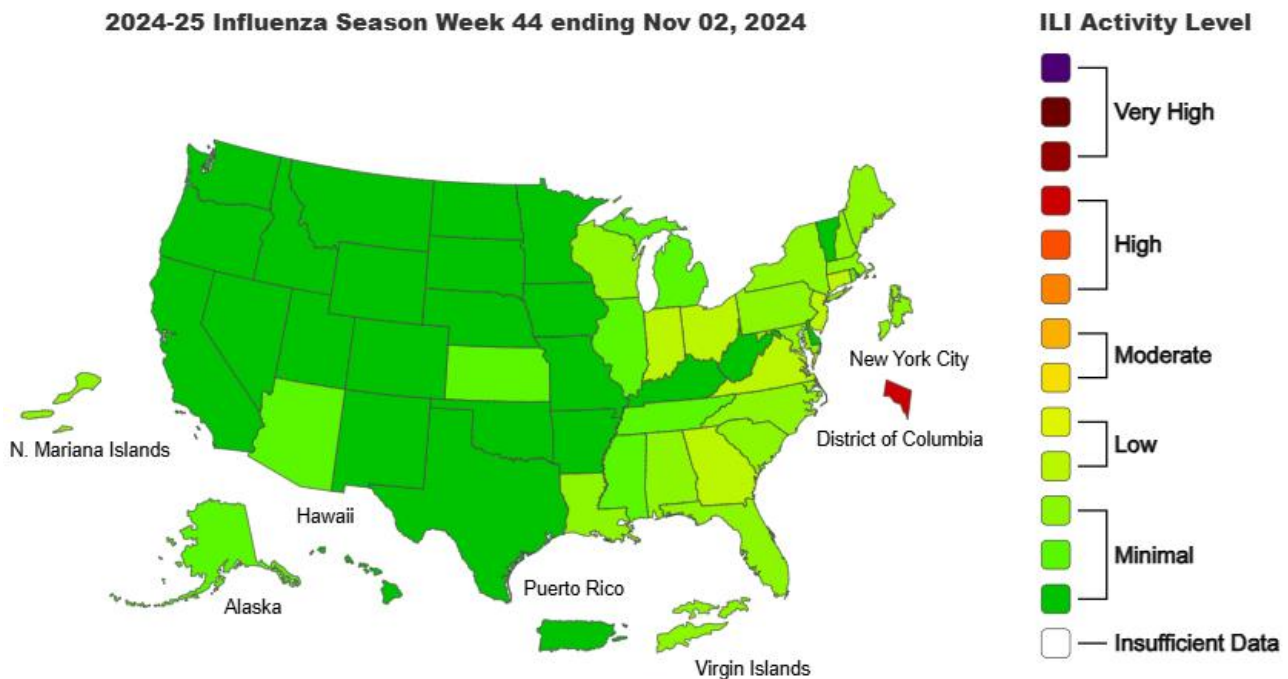 2024-25 Influenza Season Week 44 ending Nov 02, 2024
ILI Activity Level
Very High
High
Moderate
Low
Minimal
Insufficient Data
New York City
District of Columbia
N. Mariana Islands
Hawaii
Alaska
Puerto Rico
Virgin Islands